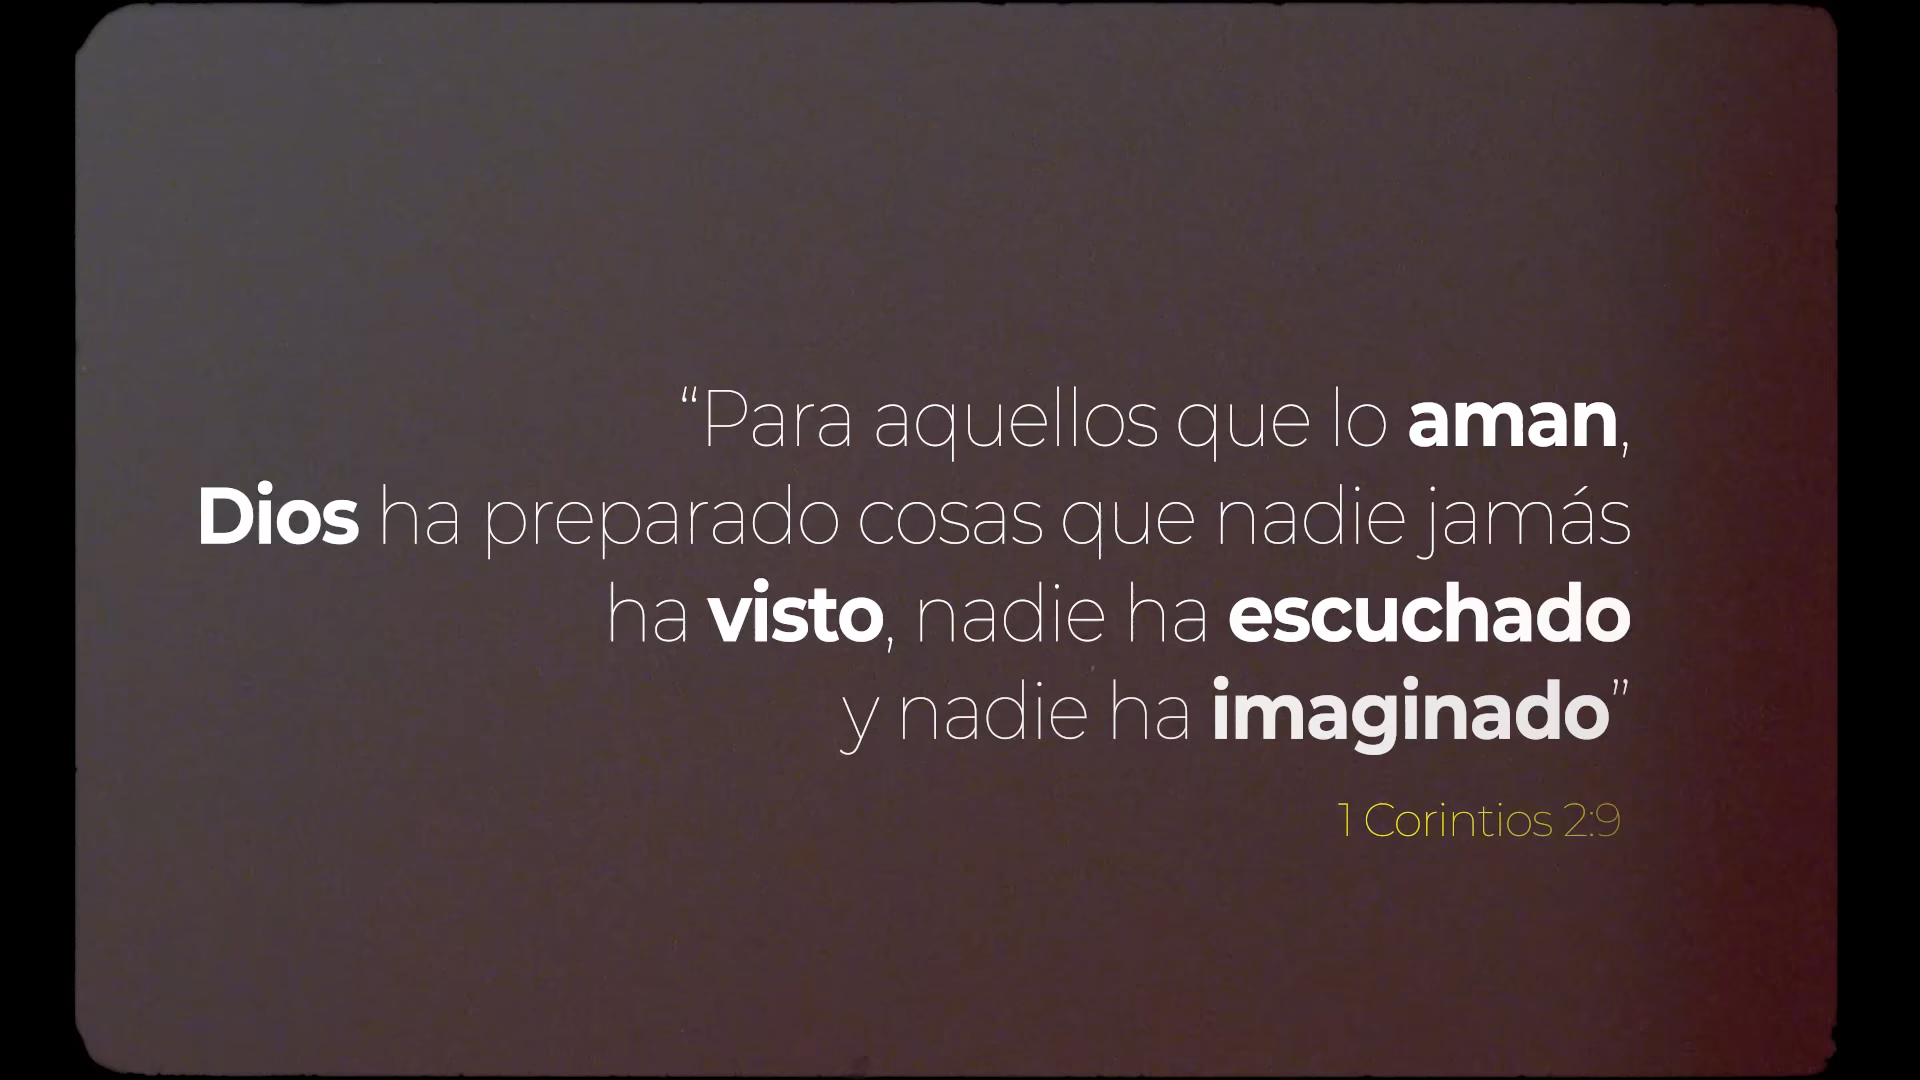 “Para aquellos que lo aman,
Dios ha preparado cosas que nadie jamás
ha visto, nadie ha escuchado
y nadie ha imaginado”
1 Corintios 2:9